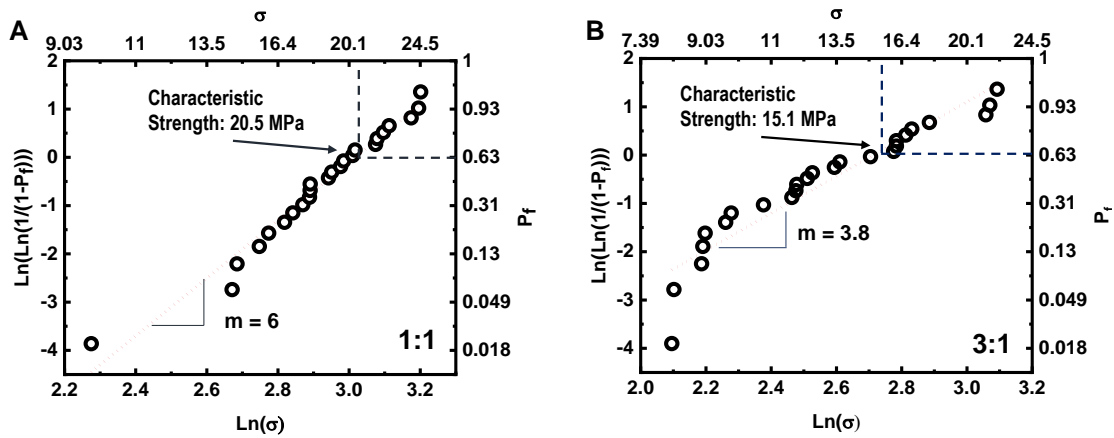 A
σ
9.03 11 13.5 16.4 20.1 24.5
2
1
0
-1
-2
-3
-4
Ln(Ln(1/(1-Pf)))
Characteristic
Strength: 20.5 MPa
m = 6
1:1
1
0.93
0.63
0.31
0.13
0.049
0.018
Pf
2.2 2.4 2.6 2.8 3.0 3.2
Ln(σ)
B
σ
7.39 9.03 11 13.5 16.4 20.1 24.5
2
1
0
-1
-2
-3
-4
Ln(Ln(1/(1-Pf)))
Characteristic
Strength: 15.1 MPa
m = 3.8
3:1
1
0.93
0.63
0.31
0.13
0.049
0.018
Pf
2.0 2.2 2.4 2.6 2.8 3.0 3.2
Ln(σ)